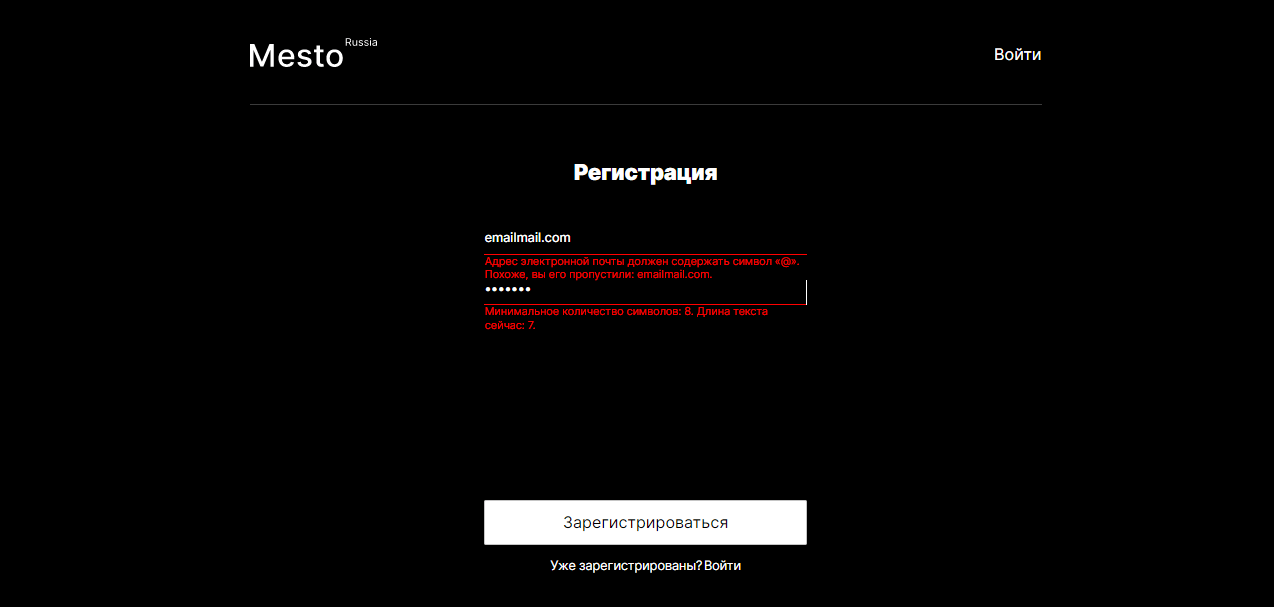 Mesto Russia
Войти
Регистрация
emailmail.com
Адрес электронной почты должен содержать символ «@».
Похоже, вы его пропустили: emailmail.com.
•••••••
Минимальное количество символов: 8. Длина текста
сейчас: 7.
Зарегистрироваться
Уже зарегистрированы? Войти